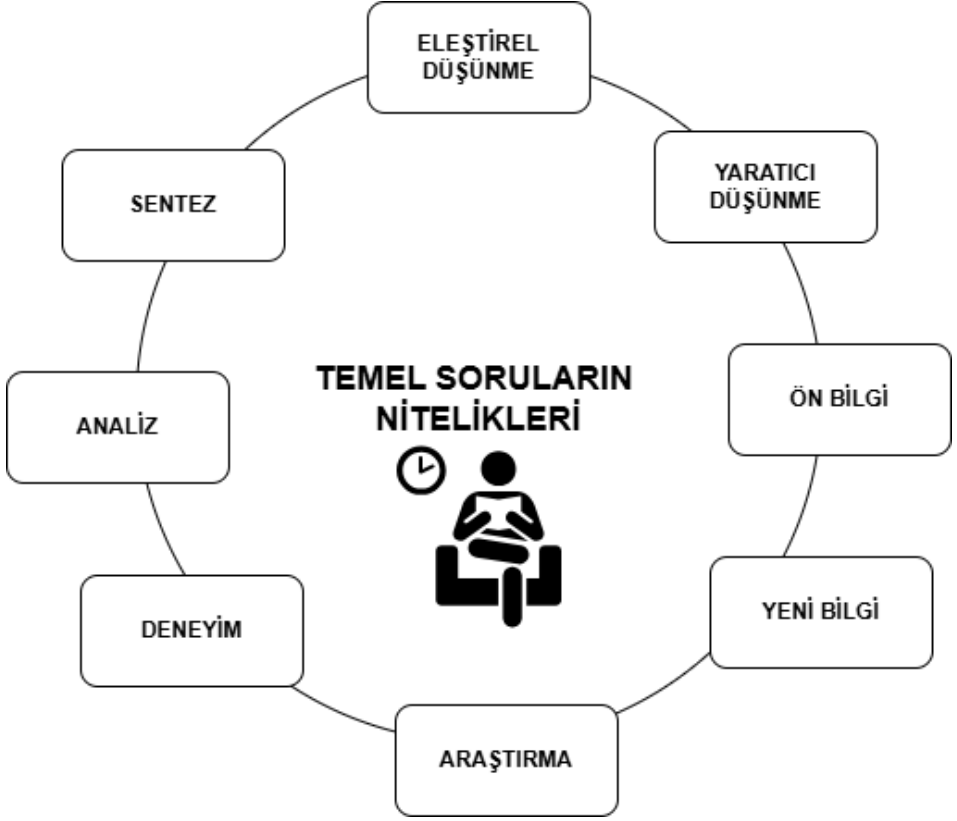 ELEŞTİREL
DÜŞÜNME
YARATICI
DÜŞÜNME
SENTEZ
TEMEL SORULARIN
NİTELİKLERİ
ÖN BİLGİ
ANALİZ
YENİ BİLGİ
DENEYİM
ARAŞTIRMA